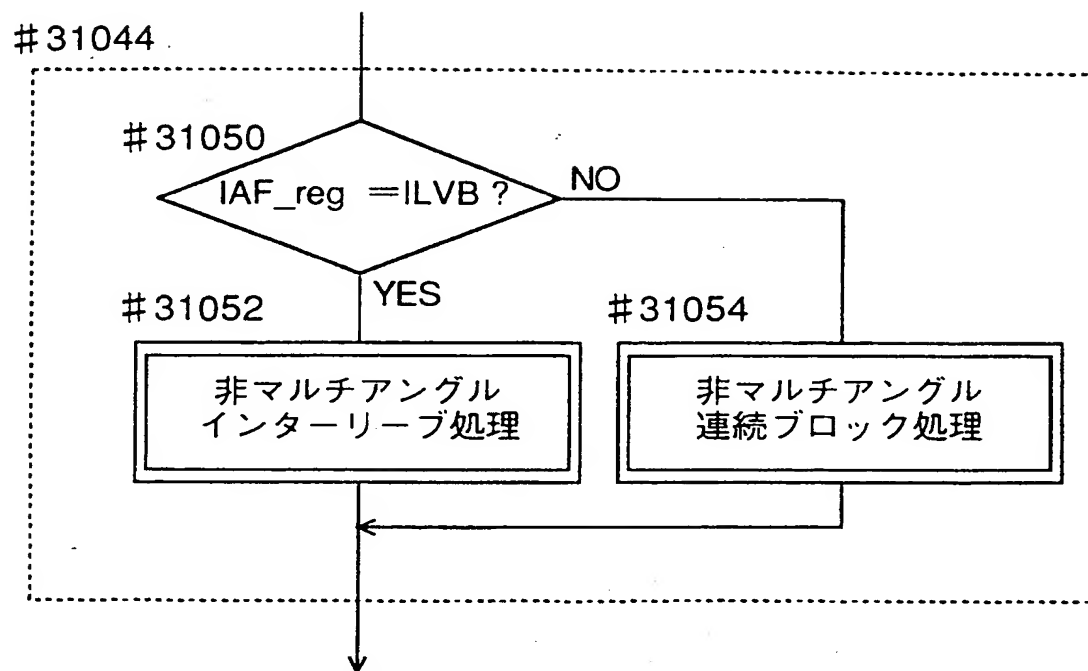 #31044
#31050
IAF_reg =ILVB ?
NO
YES
#31052
#31054
非マルチアングル
インターリーブ処理
非マルチアングル
連続ブロック処理